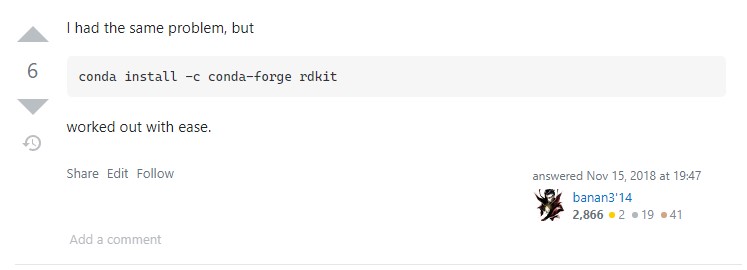 I had the same problem, but
6
conda install -c conda-forge rdkit
worked out with ease.
Share Edit Follow
answered Nov 15, 2018 at 19:47
banan3'14
2,866 2 19 41
Add a comment